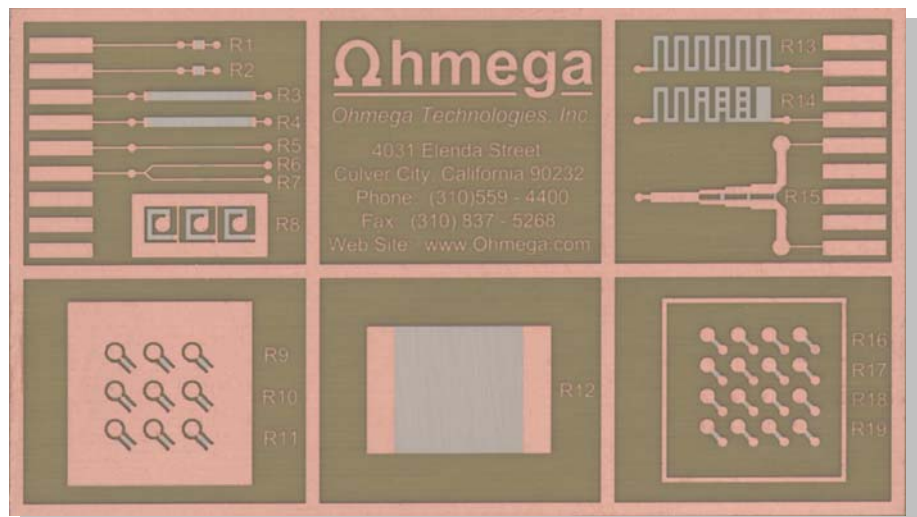 R1
R2
R3
R4
R5
R6
R7
R8
Ωhmega
Ohmega Technologies, Inc.
4031 Elenda Street
Culver City, California 90232
Phone: (310)559 - 4400
Fax: (310) 837 - 5268
Web Site: www.Ohmega.com
R13
R14
R15
R9
R10
R11
R12
R16
R17
R18
R19